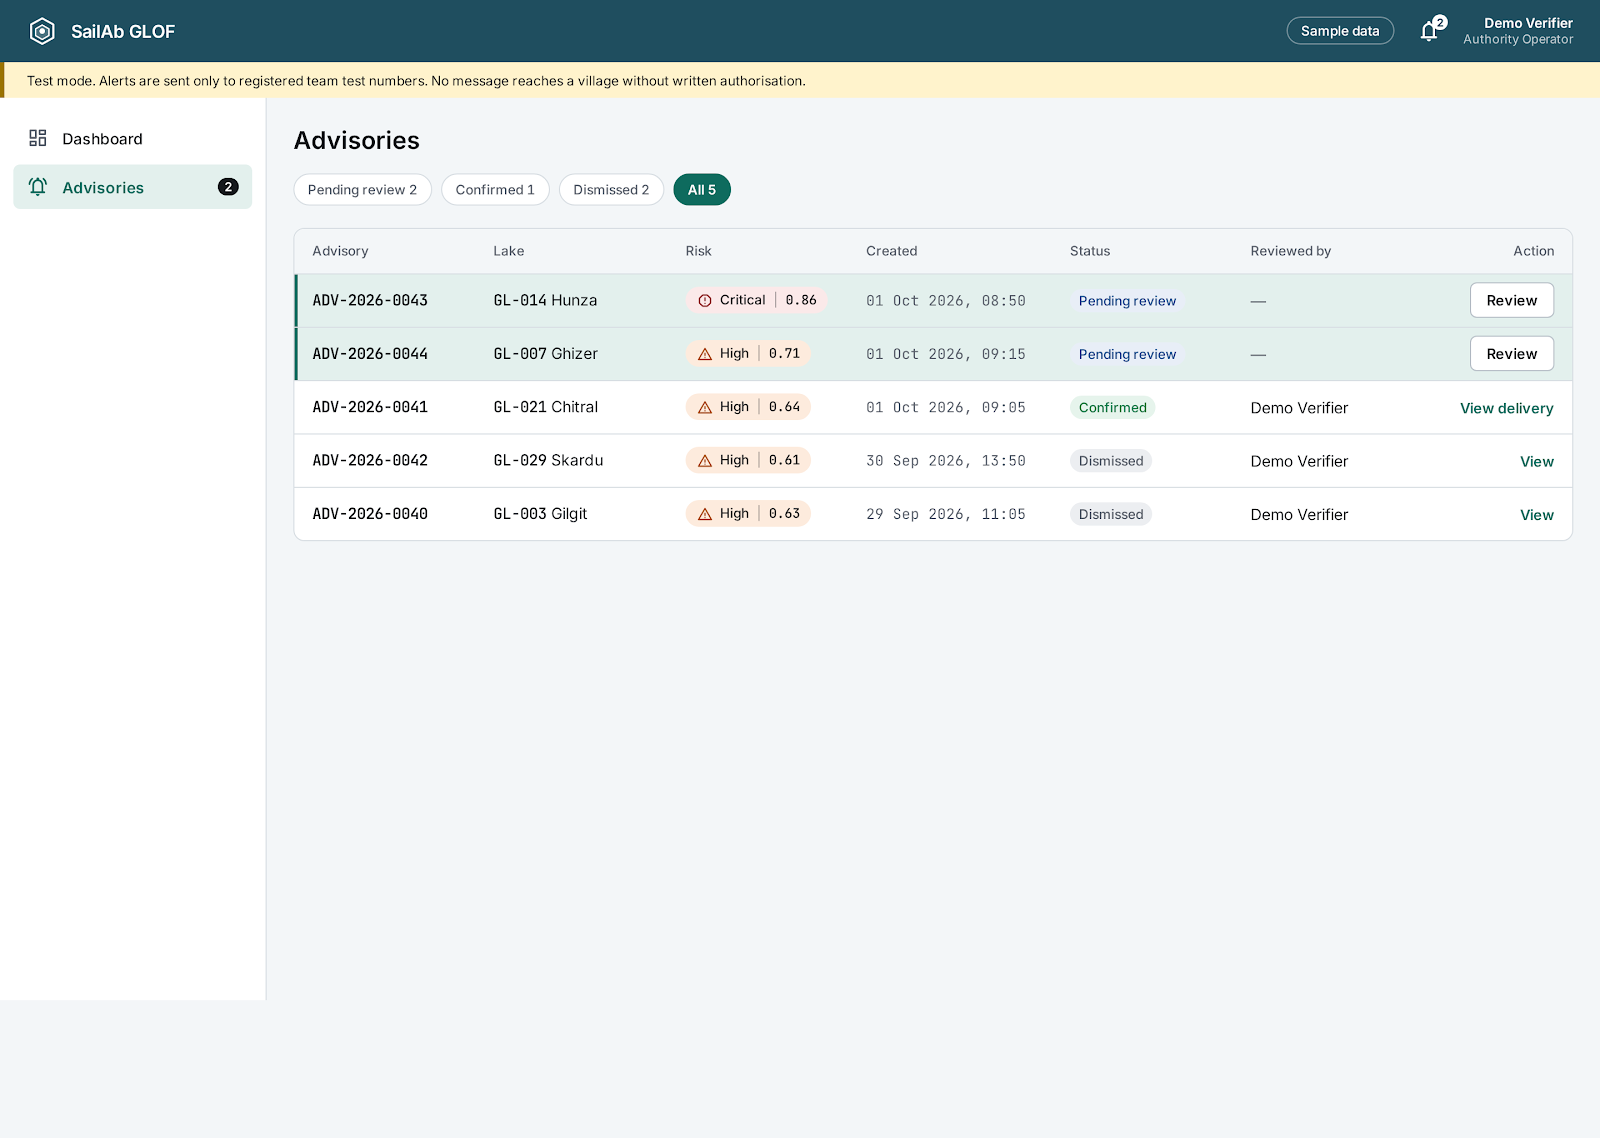 SailAb GLOF
Sample data
2
Demo Verifier
Authority Operator
Test mode. Alerts are sent only to registered team test numbers. No message reaches a village without written authorisation.
Dashboard
Advisories 2
Advisories
Pending review 2 Confirmed 1 Dismissed 2 All 5
Advisory Lake Risk Created Status Reviewed by Action
ADV-2026-0043 GL-014 Hunza Critical 0.86 01 Oct 2026, 08:50 Pending review — Review
ADV-2026-0044 GL-007 Ghizer High 0.71 01 Oct 2026, 09:15 Pending review — Review
ADV-2026-0041 GL-021 Chitral High 0.64 01 Oct 2026, 09:05 Confirmed Demo Verifier View delivery
ADV-2026-0042 GL-029 Skardu High 0.61 30 Sep 2026, 13:50 Dismissed Demo Verifier View
ADV-2026-0040 GL-003 Gilgit High 0.63 29 Sep 2026, 11:05 Dismissed Demo Verifier View